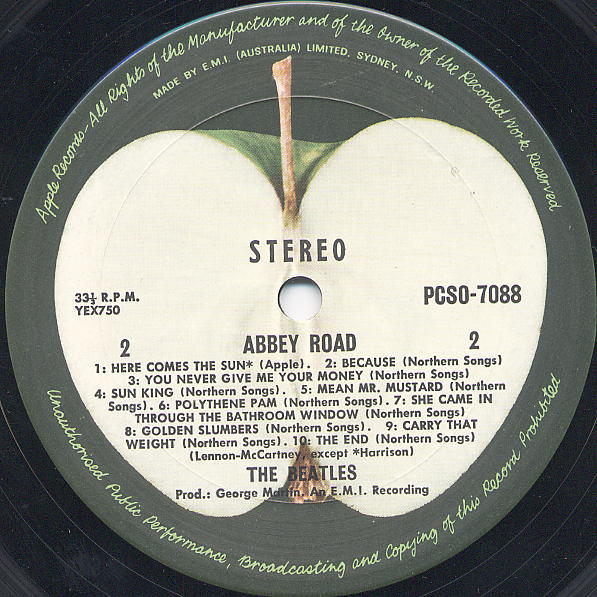 Apple Records-All Rights of the Manufacturer and of the Owner of the Recorded Work Reserved
MADE BY E.M.I. (AUSTRALIA) LIMITED, SYDNEY, N.S.W.
STEREO
33⅓ R.P.M.
YEX750
PCSO-7088
2 ABBEY ROAD 2
1: HERE COMES THE SUN* (Apple). 2: BECAUSE (Northern Songs)
3: YOU NEVER GIVE ME YOUR MONEY (Northern Songs)
4: SUN KING (Northern Songs). 5: MEAN MR. MUSTARD (Northern
Songs). 6: POLYTHENE PAM (Northern Songs). 7: SHE CAME IN
THROUGH THE BATHROOM WINDOW (Northern Songs)
8: GOLDEN SLUMBERS (Northern Songs). 9: CARRY THAT
WEIGHT (Northern Songs). 10: THE END (Northern Songs)
(Lennon-McCartney, except *Harrison)
THE BEATLES
Prod.: George Martin. An E.M.I. Recording
Unauthorised Public Performance, Broadcasting and Copying of this Record Prohibited